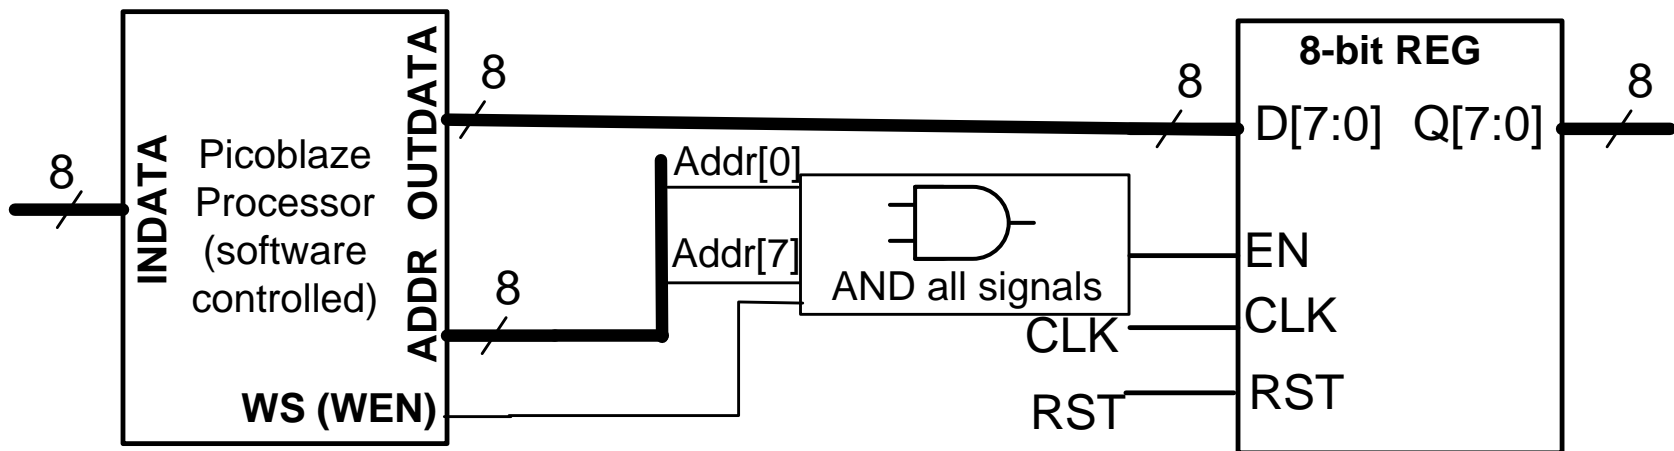 8
INDATA
Picoblaze
Processor
(software
controlled)
OUTDATA
ADDR
WS (WEN)
8
8
Addr[0]
Addr[7]
AND all signals
8
CLK
RST
8-bit REG
D[7:0] Q[7:0]
EN
CLK
RST
8